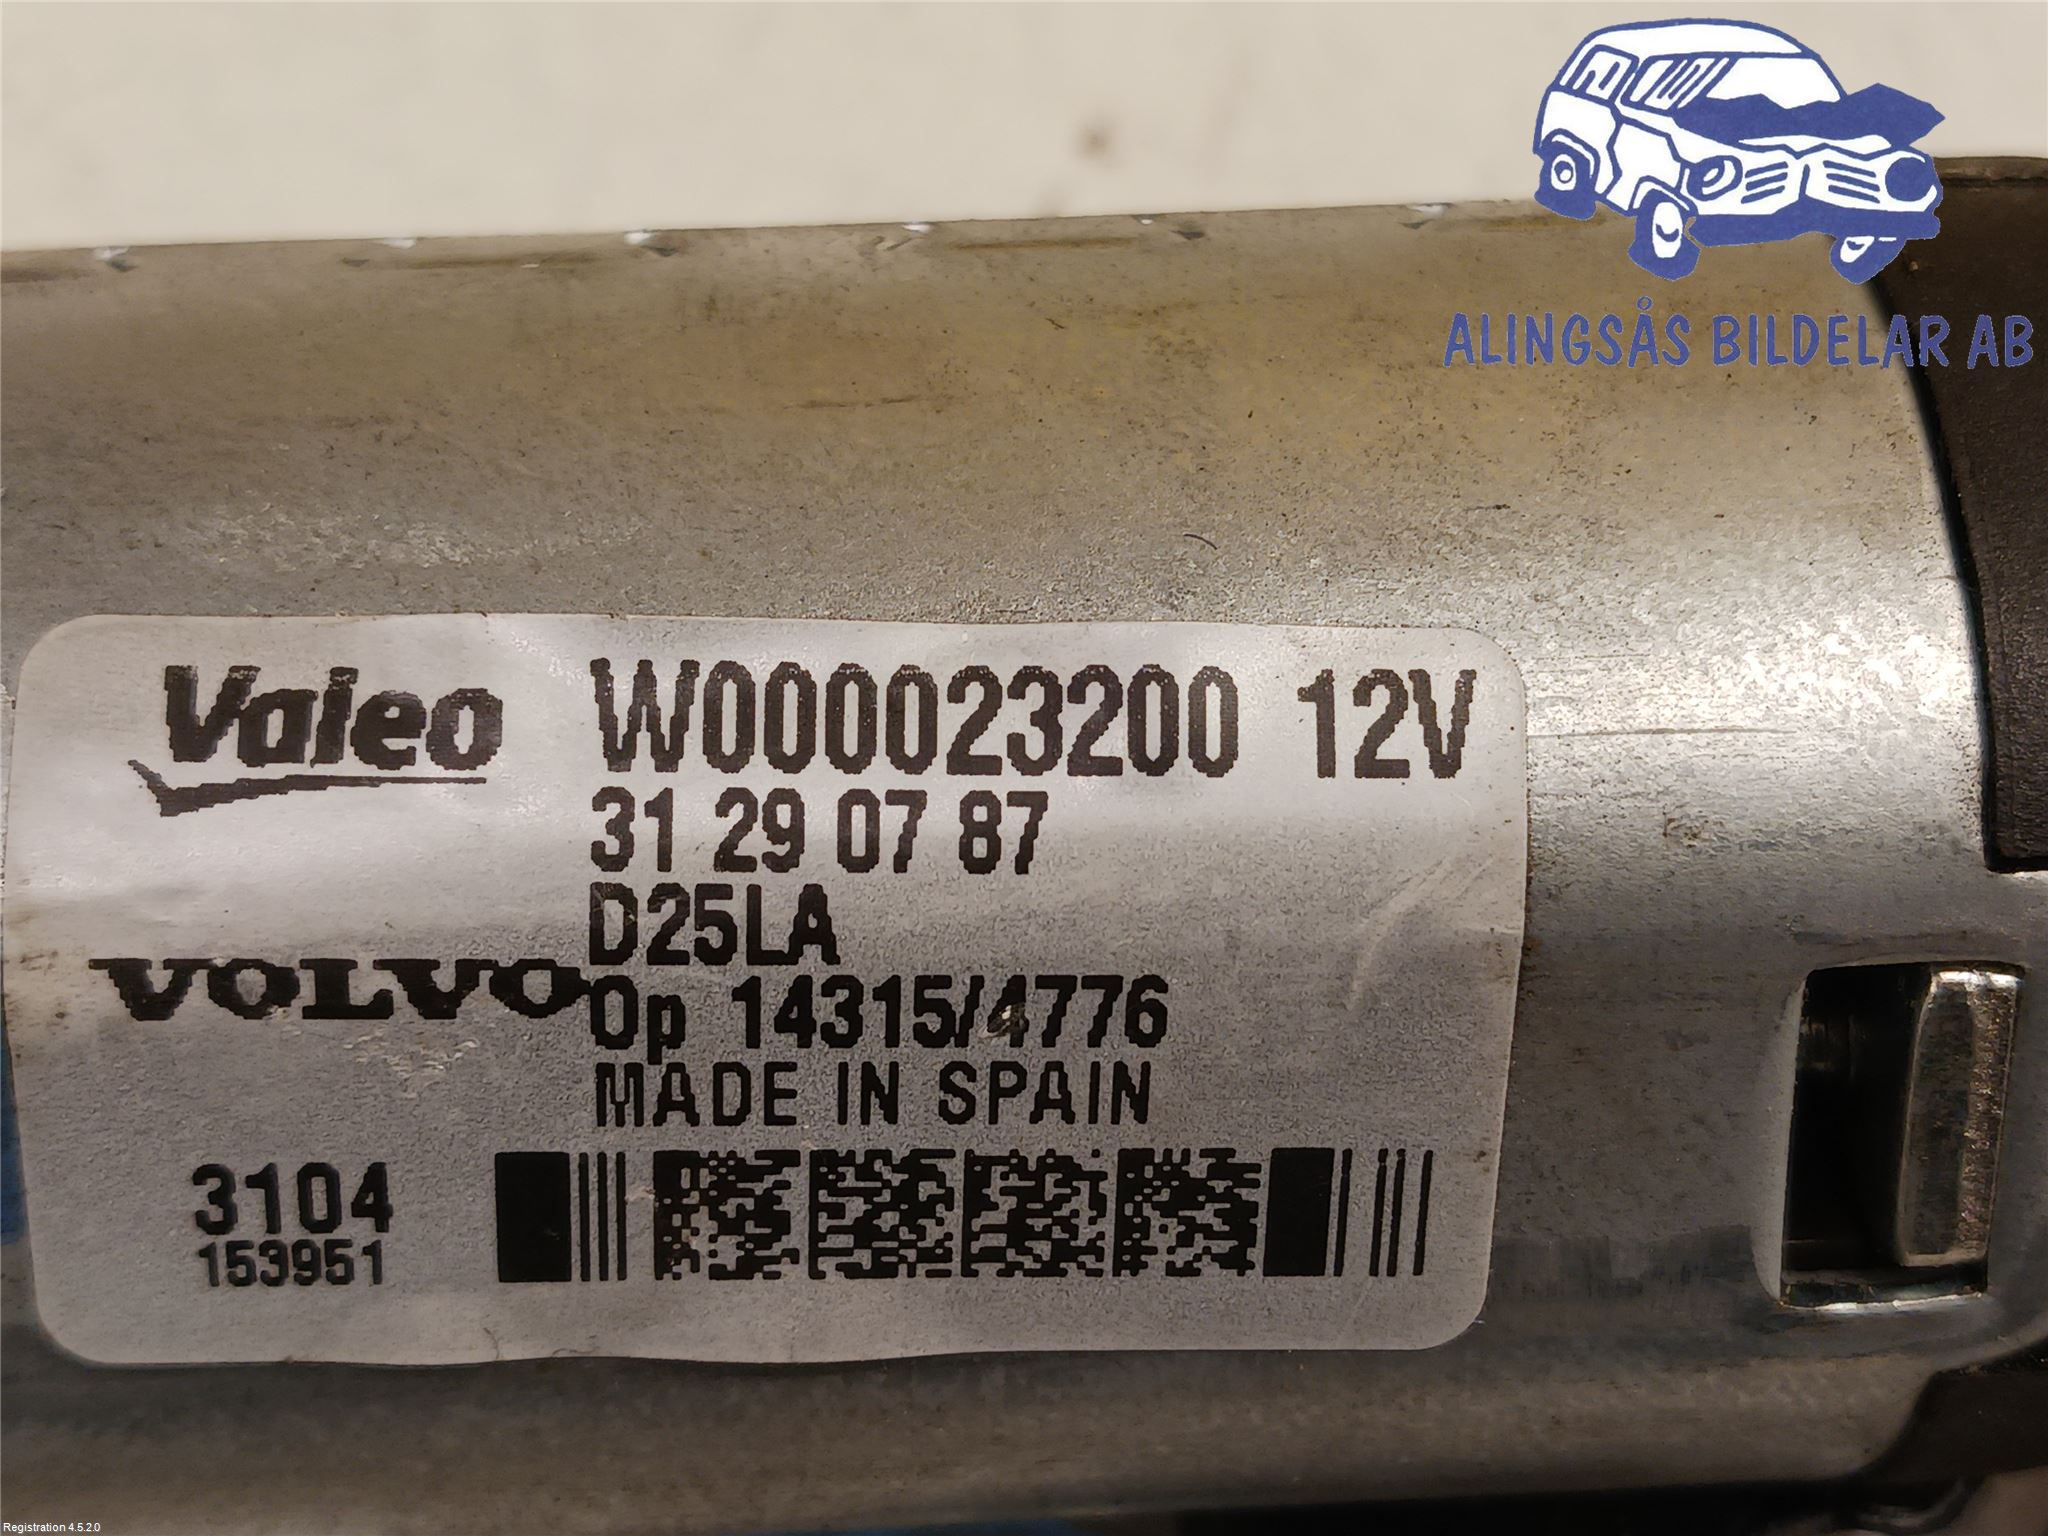 ALINGSÅS BILDELAR AB
Valeo W000023200 12V
31 29 07 87
D25LA
VOLVO
Op 14315/4776
MADE IN SPAIN
3104
153951
Registration 4.5.2.0